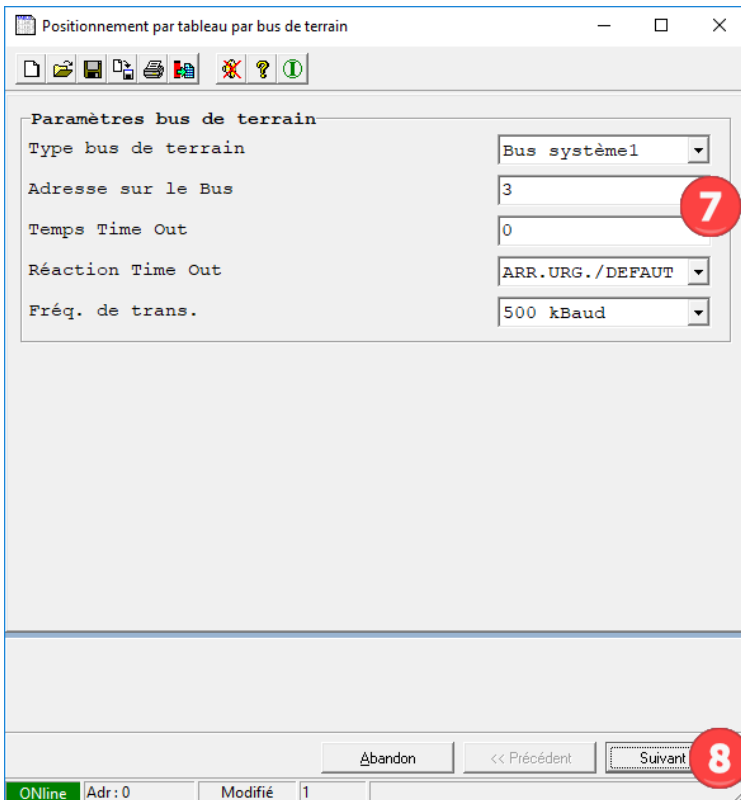 Positionnement par tableau par bus de terrain
Paramètres bus de terrain
Type bus de terrain Bus système1
Adresse sur le Bus 3
7
Temps Time Out 0
Réaction Time Out ARR.URG./DEFAUT
Fréq. de trans. 500 kBaud
Abandon << Précédent Suivant 8
ONline Adr : 0 Modifié 1